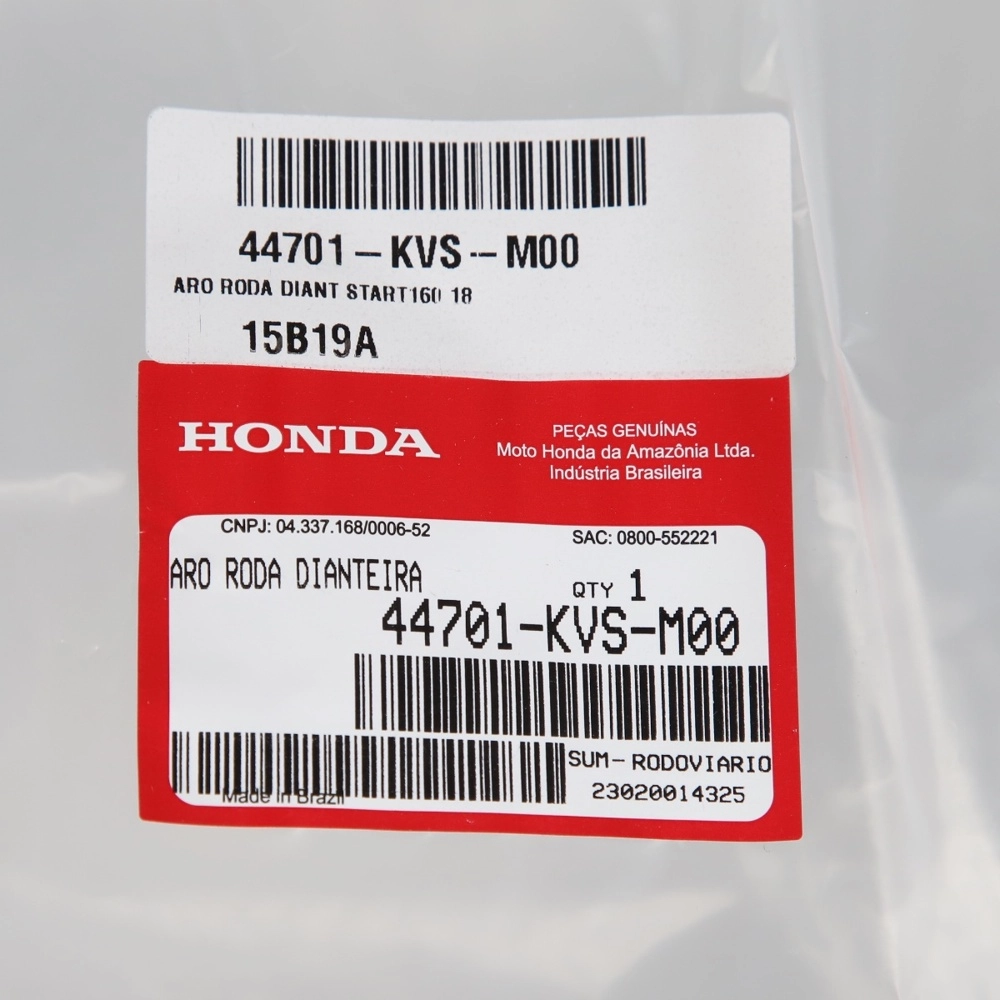 44701-KVS--M00
ARO RODA DIANT START160 18
15B19A
HONDA
PEÇAS GENUÍNAS
Moto Honda da Amazônia Ltda.
Indústria Brasileira
CNPJ: 04.337.168/0006-52
SAC: 0800-552221
ARO RODA DIANTEIRA
QTY 1
44701-KVS-M00
SUM-RODOVIARIO
23020014325
Made In Brazil